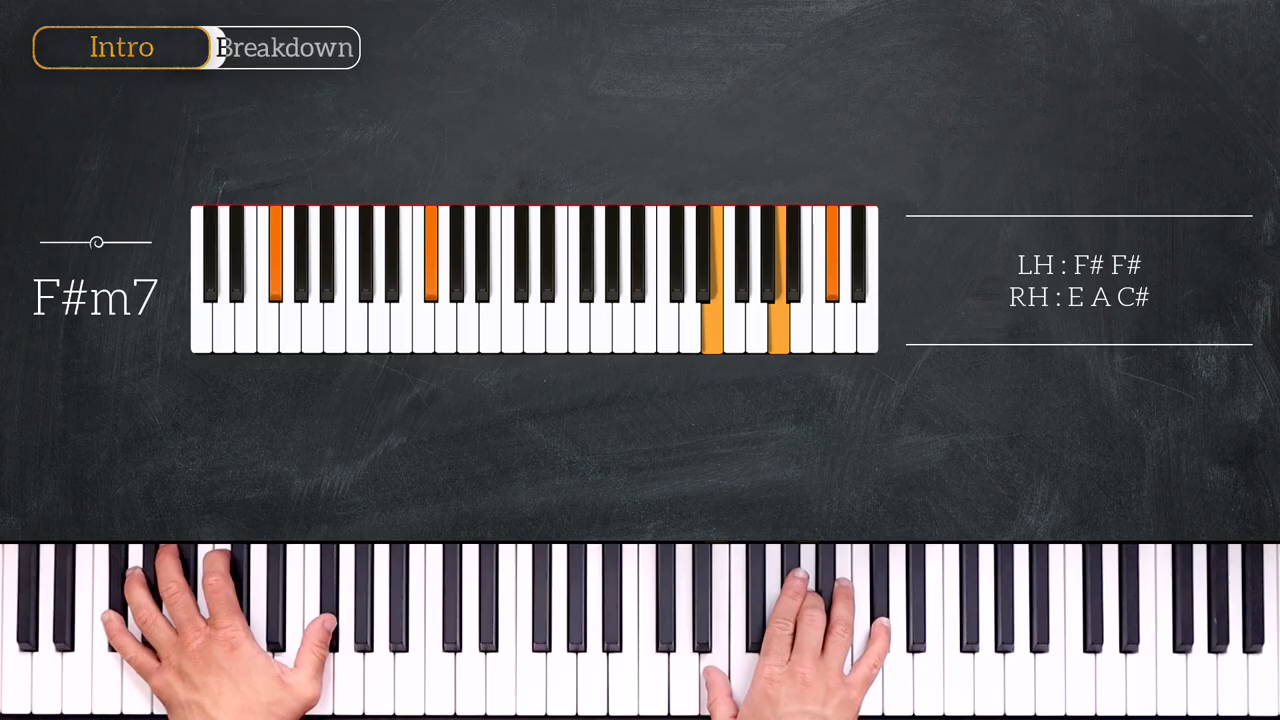 Intro
Breakdown
F#m7
LH : F# F#
RH : E A C#